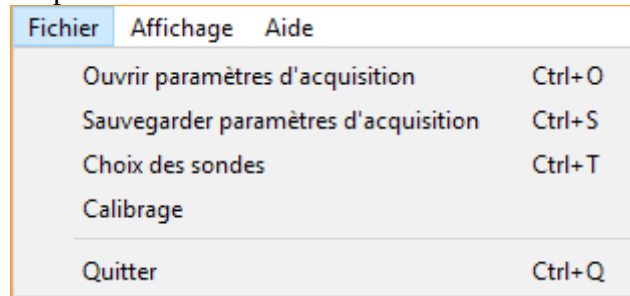 Fichier Affichage Aide
Ouvrir paramètres d'acquisition Ctrl+O
Sauvegarder paramètres d'acquisition Ctrl+S
Choix des sondes Ctrl+T
Calibrage
Quitter Ctrl+Q